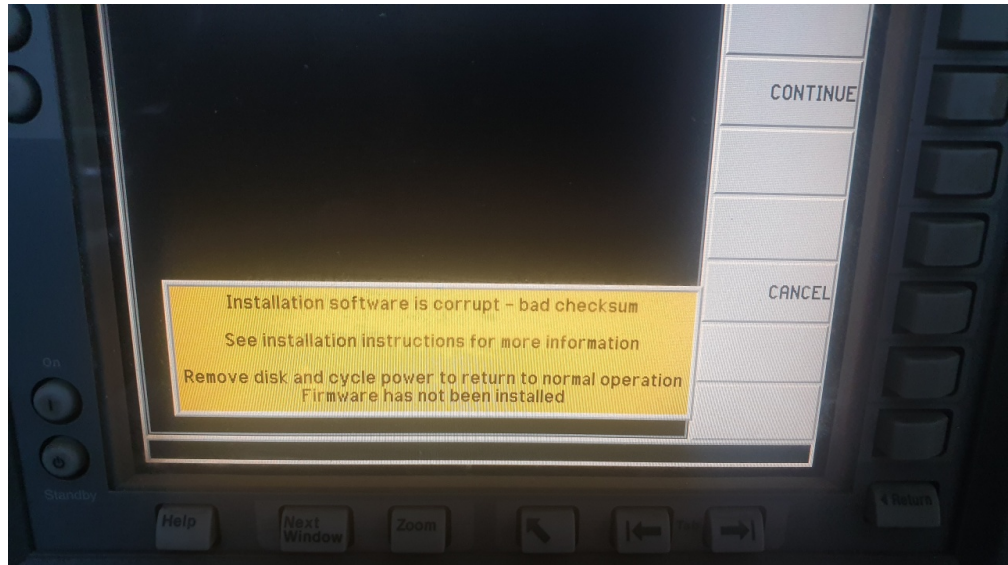 CONTINUE
CANCEL
Installation software is corrupt - bad checksum
See installation instructions for more information
Remove disk and cycle power to return to normal operation
Firmware has not been installed
On
Standby
Help
Next
Window
Zoom
Tab
Return